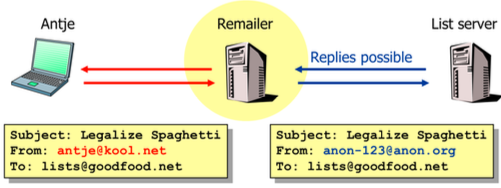 Antje
Remailer
List server
Replies possible
Subject: Legalize Spaghetti
From: antje@kool.net
To: lists@goodfood.net
Subject: Legalize Spaghetti
From: anon-123@anon.org
To: lists@goodfood.net